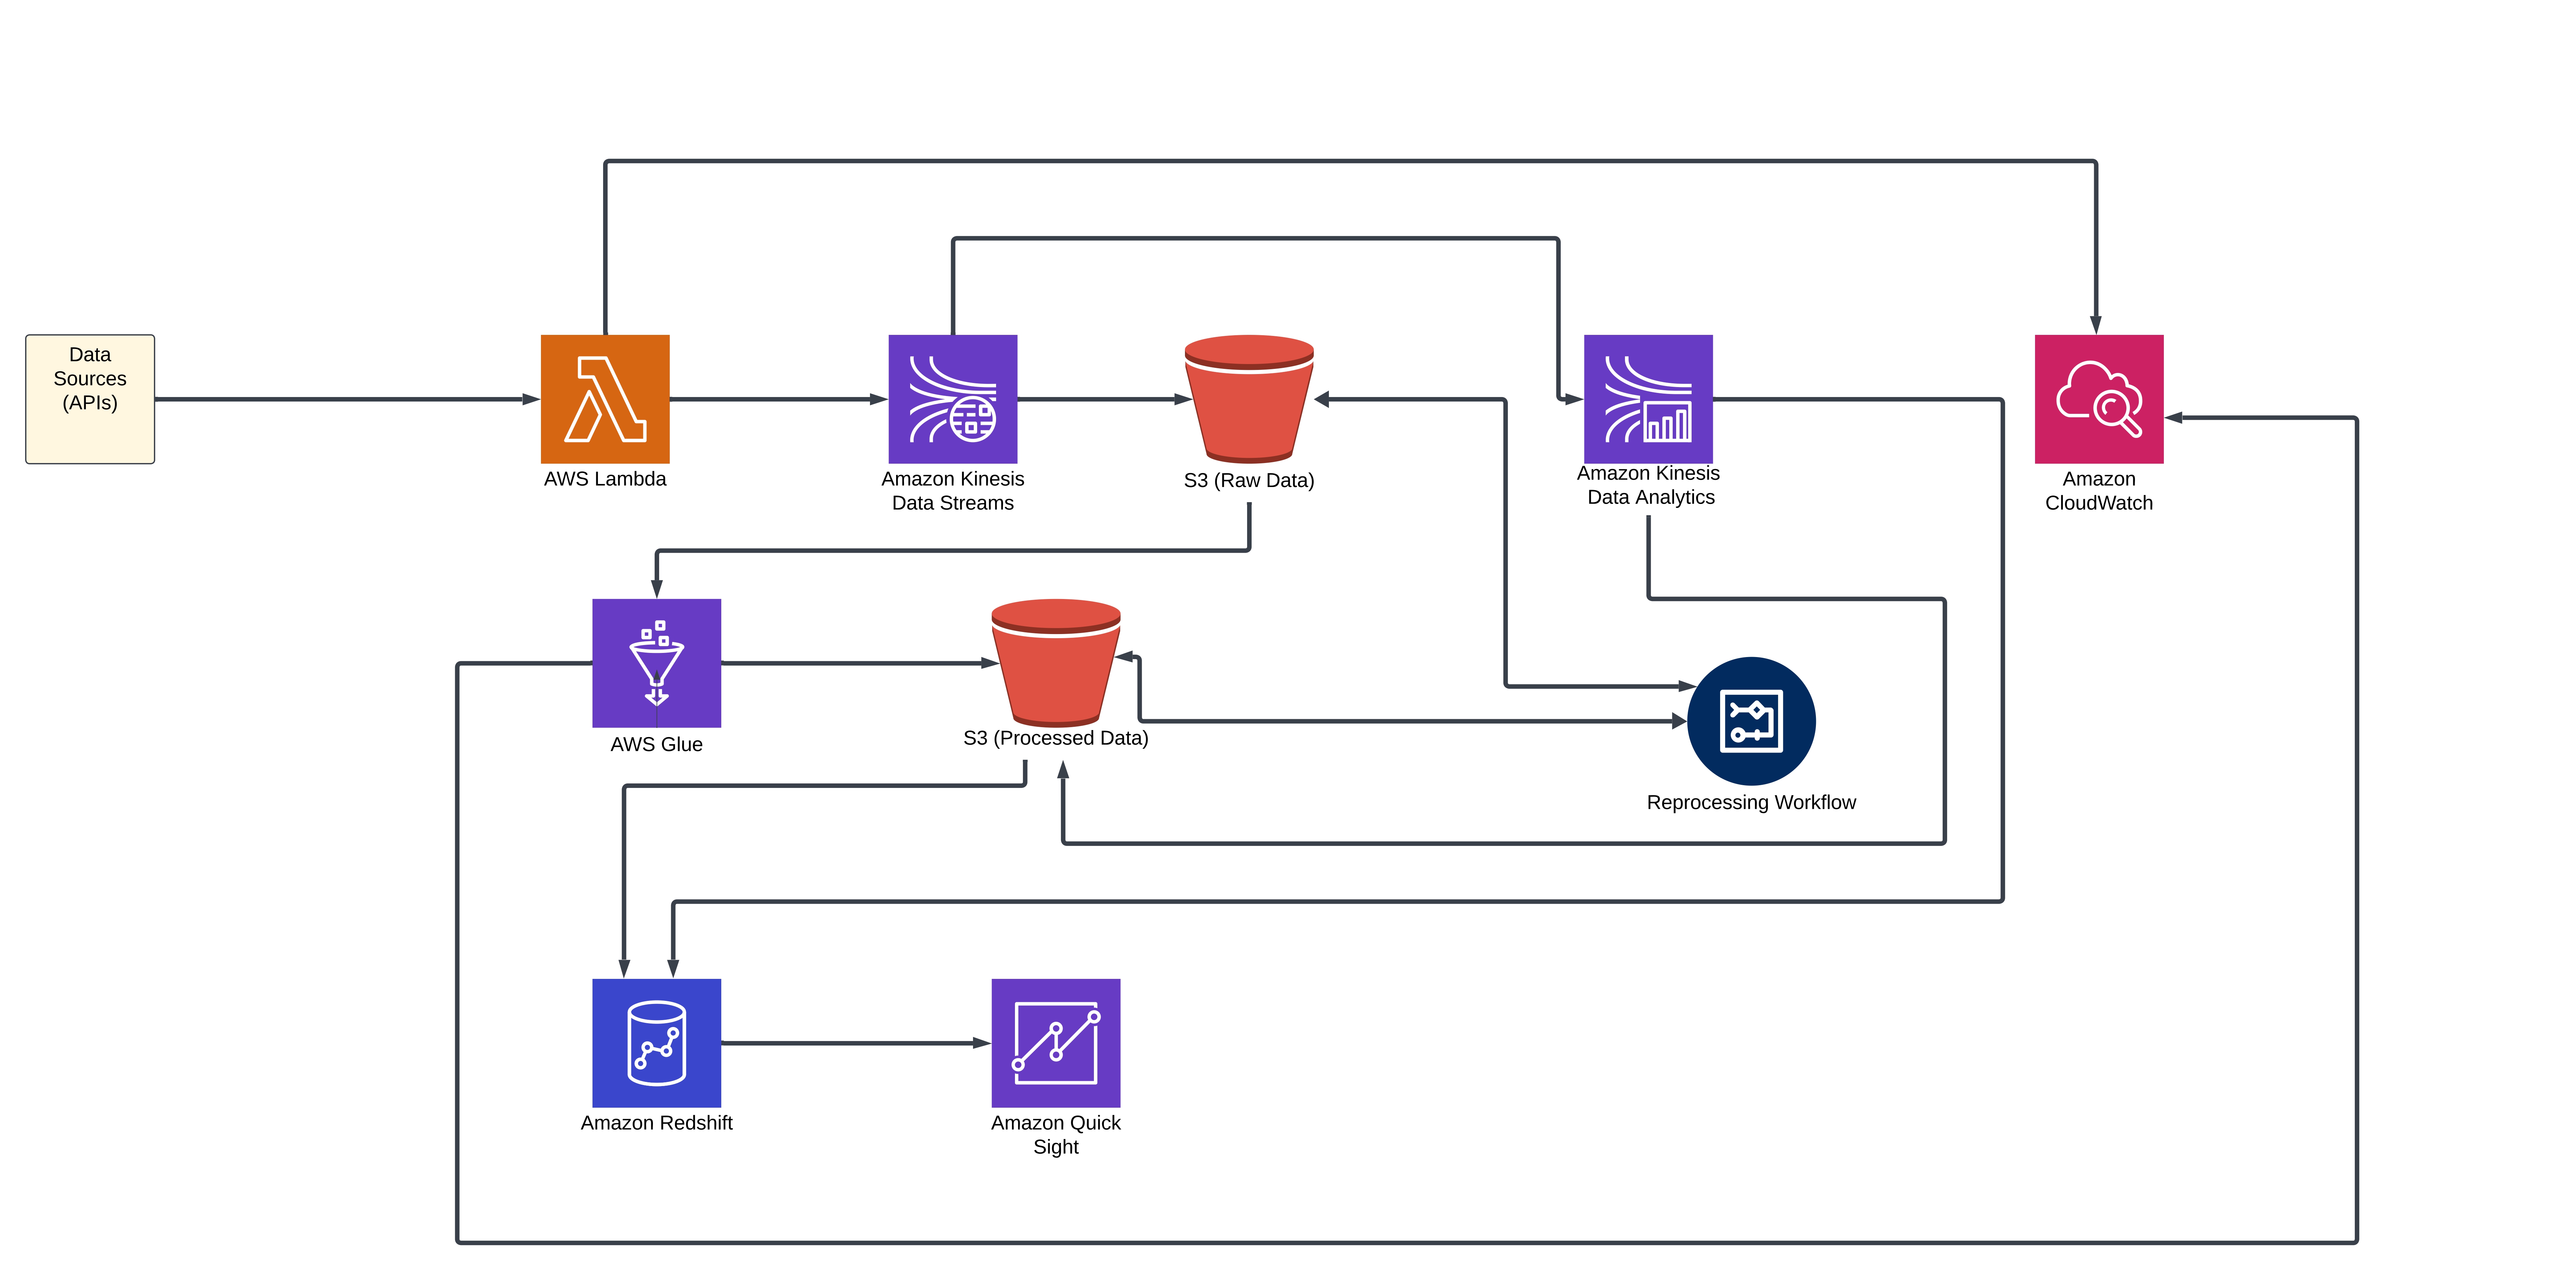 Data
Sources
(APIs)
AWS Lambda
Amazon Kinesis
Data Streams
S3 (Raw Data)
Amazon Kinesis
Data Analytics
Amazon
CloudWatch
AWS Glue
S3 (Processed Data)
Reprocessing Workflow
Amazon Redshift
Amazon Quick
Sight